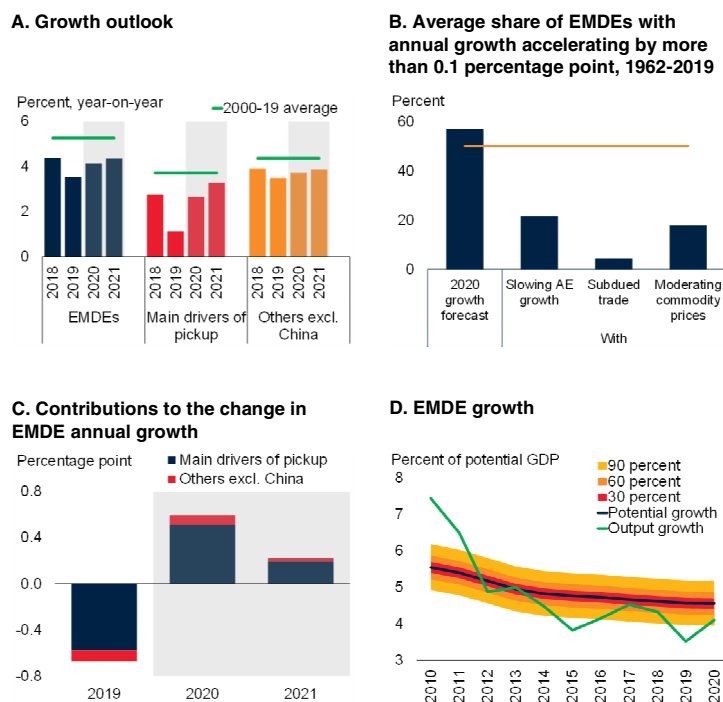 A. Growth outlook
Percent, year-on-year
2000-19 average
6
4
2
0
2018
2019
2020
2021
2018
2019
2020
2021
2018
2019
2020
2021
EMDEs
Main drivers of
pickup
Others excl.
China
B. Average share of EMDEs with
annual growth accelerating by more
than 0.1 percentage point, 1962-2019
Percent
60
40
20
0
2020
growth
forecast
Slowing AE
growth
Subdued
trade
Moderating
commodity
prices
With
C. Contributions to the change in
EMDE annual growth
Percentage point
Main drivers of pickup
Others excl. China
0.8
0.4
0.0
-0.4
-0.8
2019
2020
2021
D. EMDE growth
Percent of potential GDP
90 percent
60 percent
30 percent
Potential growth
Output growth
8
7
6
5
4
3
2010
2011
2012
2013
2014
2015
2016
2017
2018
2019
2020